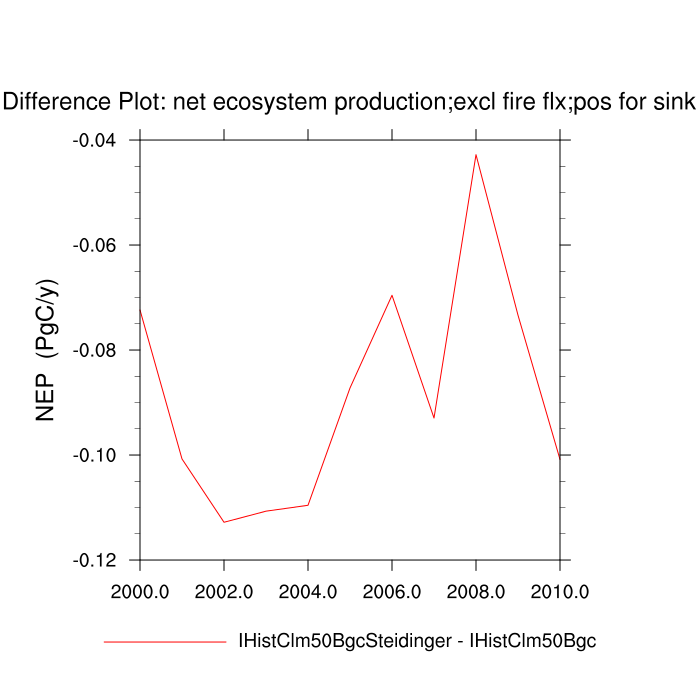 Difference Plot: net ecosystem production;excl fire flx;pos for sink
-0.04
-0.06
-0.08
-0.10
-0.12
NEP (PgC/y)
2000.0 2002.0 2004.0 2006.0 2008.0 2010.0
IHistClm50BgcSteidinger - IHistClm50Bgc